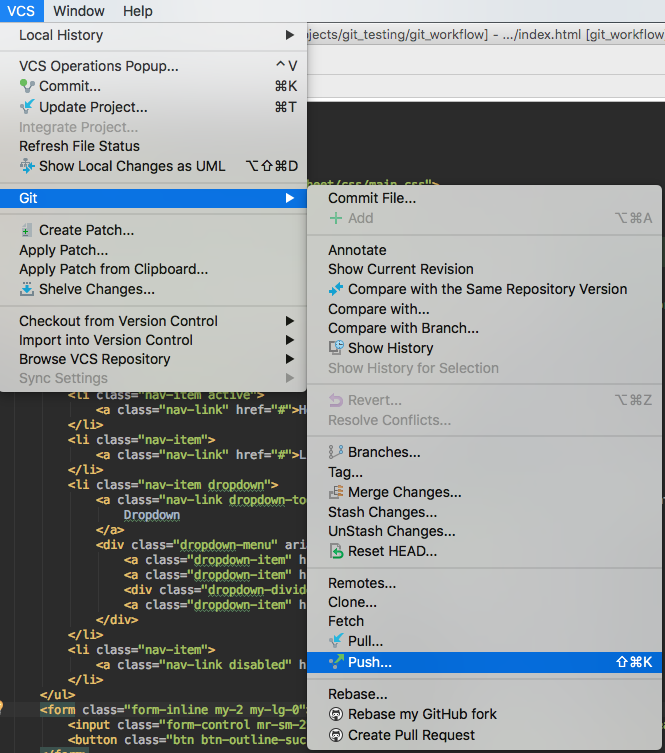 VCS Window Help
Local History
jects/git_testing/git_workflow] - .../index.html [git_workflow
VCS Operations Popup... ⌃V
Commit... ⌘K
Update Project... ⌘T
Integrate Project...
Refresh File Status
Show Local Changes as UML ⌥⇧⌘D
eet/css/main.css">
Git
Create Patch...
Apply Patch...
Apply Patch from Clipboard...
Shelve Changes...
Checkout from Version Control
Import into Version Control
Browse VCS Repository
Sync Settings
Commit File...
Add ⌥⌘A
Annotate
Show Current Revision
Compare with the Same Repository Version
Compare with...
Compare with Branch...
Show History
Show History for Selection
Revert... ⌥⌘Z
Resolve Conflicts...
Branches...
Tag...
Merge Changes...
Stash Changes...
UnStash Changes...
Reset HEAD...
Remotes...
Clone...
Fetch
Pull...
Push... ⇧⌘K
Rebase...
Rebase my GitHub fork
Create Pull Request
<li class="nav-item active">
<a class="nav-link" href="#">H
</li>
<li class="nav-item">
<a class="nav-link" href="#">L
</li>
<li class="nav-item dropdown">
<a class="nav-link dropdown-to
Dropdown
</a>
<div class="dropdown-menu" aria
<a class="dropdown-item" h
<a class="dropdown-item" h
<div class="dropdown-divid
<a class="dropdown-item" h
</div>
</li>
<li class="nav-item">
<a class="nav-link disabled" h
</li>
</ul>
<form class="form-inline my-2 my-lg-0"
<input class="form-control mr-sm-2"
<button class="btn btn-outline-suc
</form>